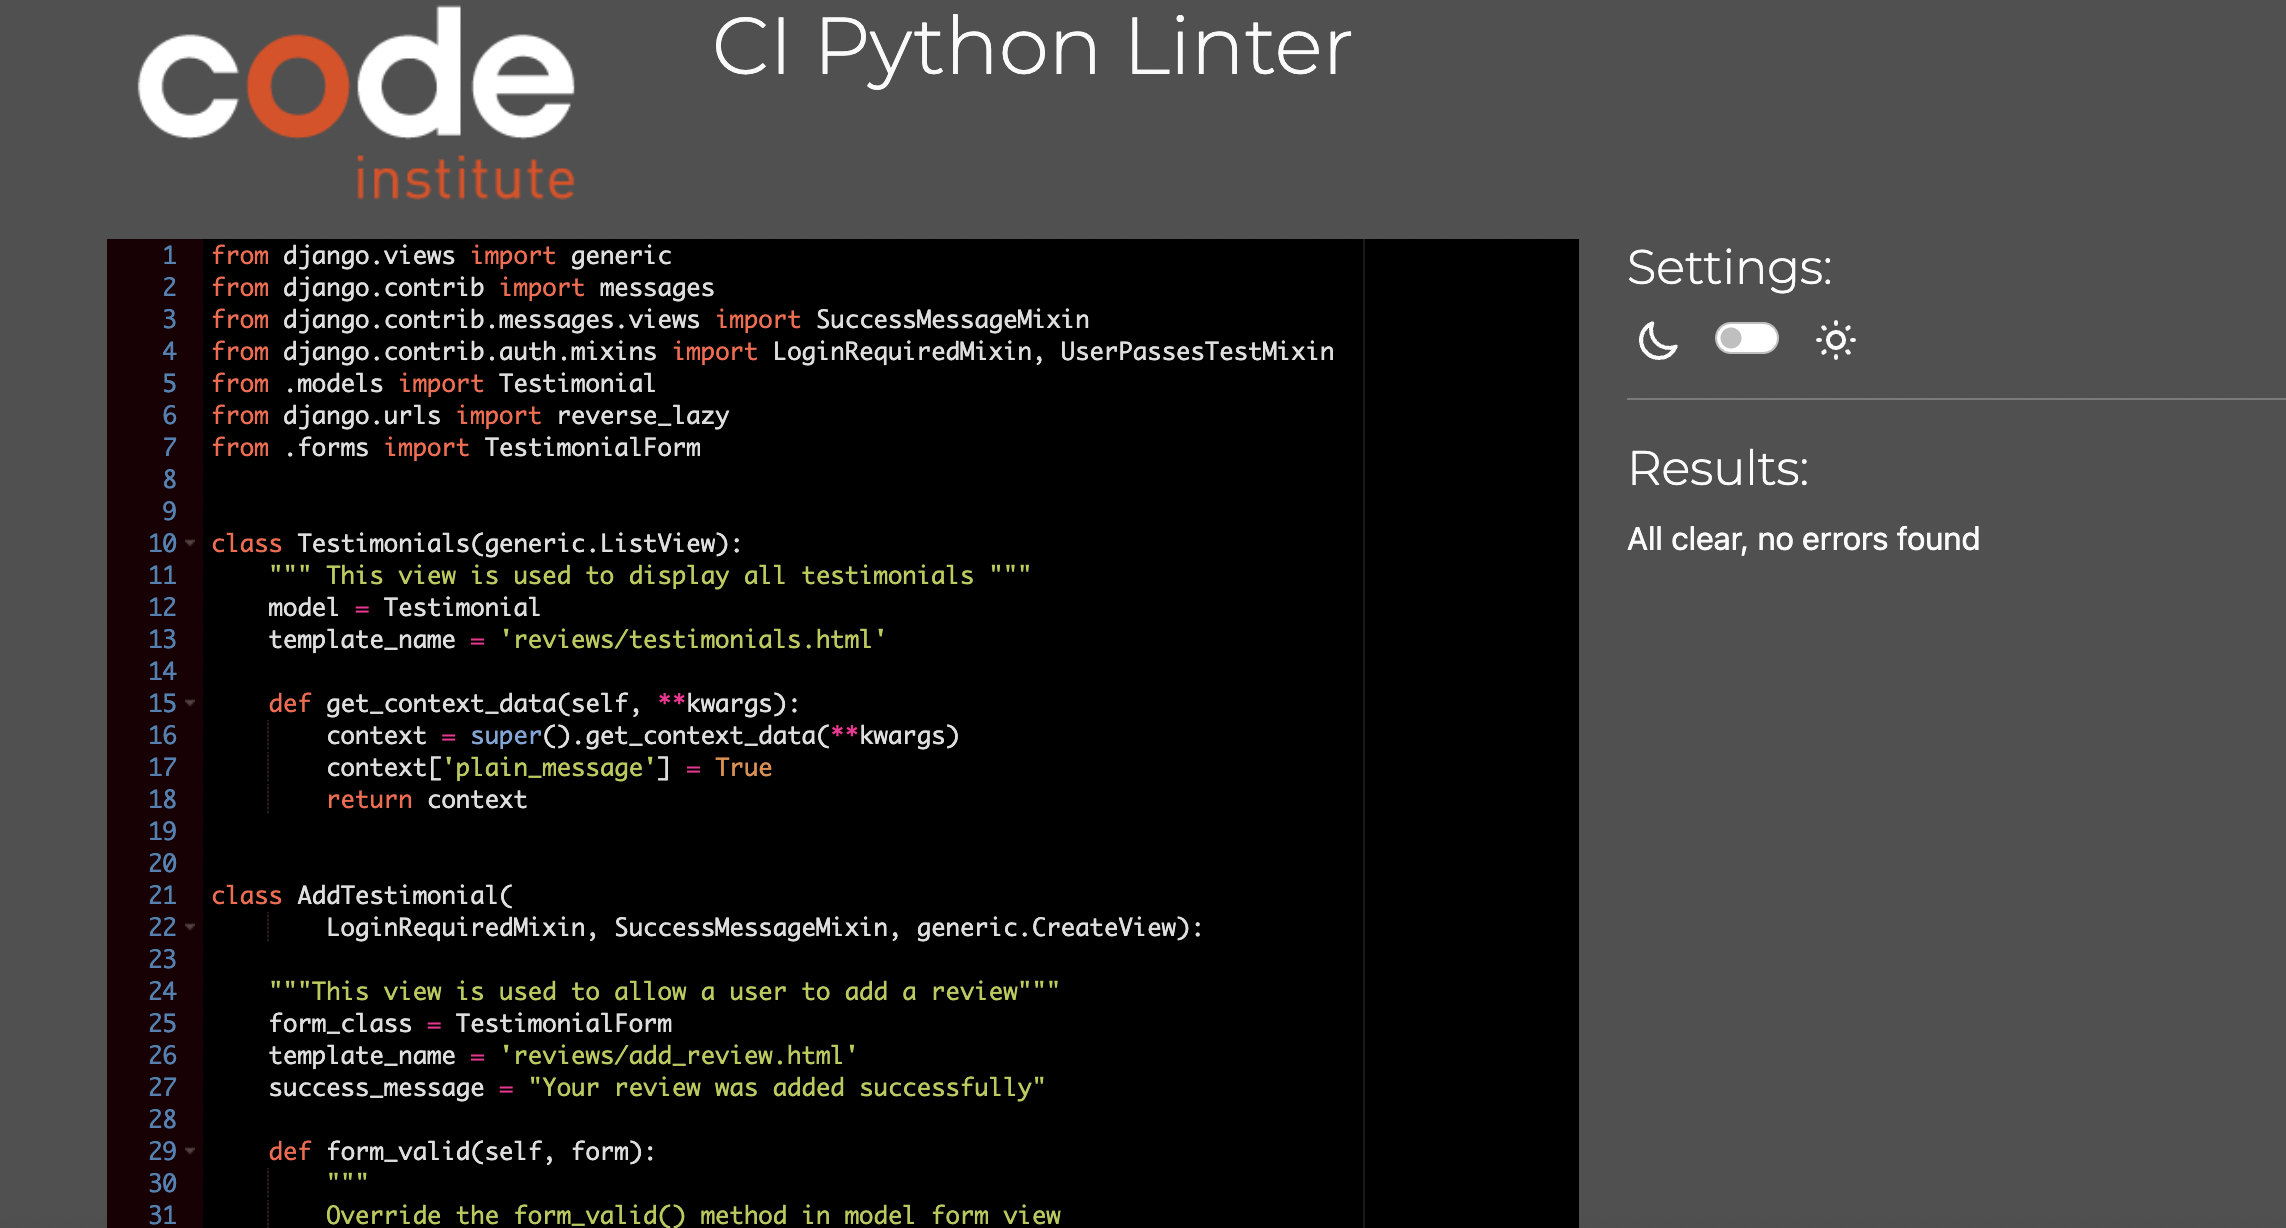 code
institute
CI Python Linter
1 from django.views import generic
2 from django.contrib import messages
3 from django.contrib.messages.views import SuccessMessageMixin
4 from django.contrib.auth.mixins import LoginRequiredMixin, UserPassesTestMixin
5 from .models import Testimonial
6 from django.urls import reverse_lazy
7 from .forms import TestimonialForm
8
9
10 class Testimonials(generic.ListView):
11     """ This view is used to display all testimonials """
12     model = Testimonial
13     template_name = 'reviews/testimonials.html'
14
15     def get_context_data(self, **kwargs):
16         context = super().get_context_data(**kwargs)
17         context['plain_message'] = True
18         return context
19
20
21 class AddTestimonial(
22         LoginRequiredMixin, SuccessMessageMixin, generic.CreateView):
23
24     """This view is used to allow a user to add a review"""
25     form_class = TestimonialForm
26     template_name = 'reviews/add_review.html'
27     success_message = "Your review was added successfully"
28
29     def form_valid(self, form):
30         """
31         Override the form_valid() method in model form view
Settings:
Results:
All clear, no errors found